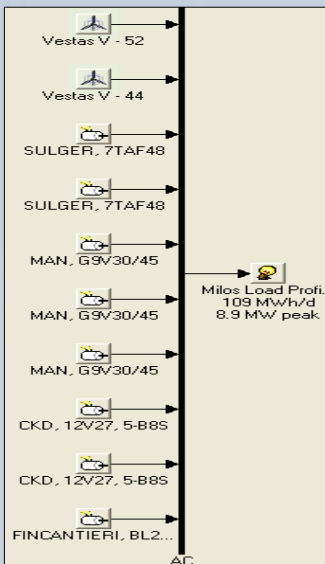 Vestas V - 52
Vestas V - 44
SULGER, 7TAF48
SULGER, 7TAF48
MAN, G9V30/45
Milos Load Profi...
109 MWh/d
8.9 MW peak
MAN, G9V30/45
MAN, G9V30/45
CKD, 12V27, 5-B8S
CKD, 12V27, 5-B8S
FINCANTIERI, BL2...
AC